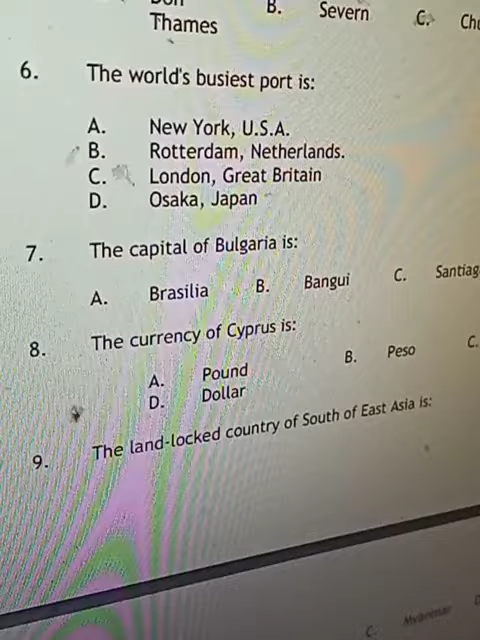 Thames B. Severn C.
6. The world's busiest port is:
A. New York, U.S.A.
B. Rotterdam, Netherlands.
C. London, Great Britain
D. Osaka, Japan
7. The capital of Bulgaria is:
A. Brasilia B. Bangui C. Santiag
8. The currency of Cyprus is:
A. Pound B. Peso C.
D. Dollar
9. The land-locked country of South of East Asia is:
C. Myanmar